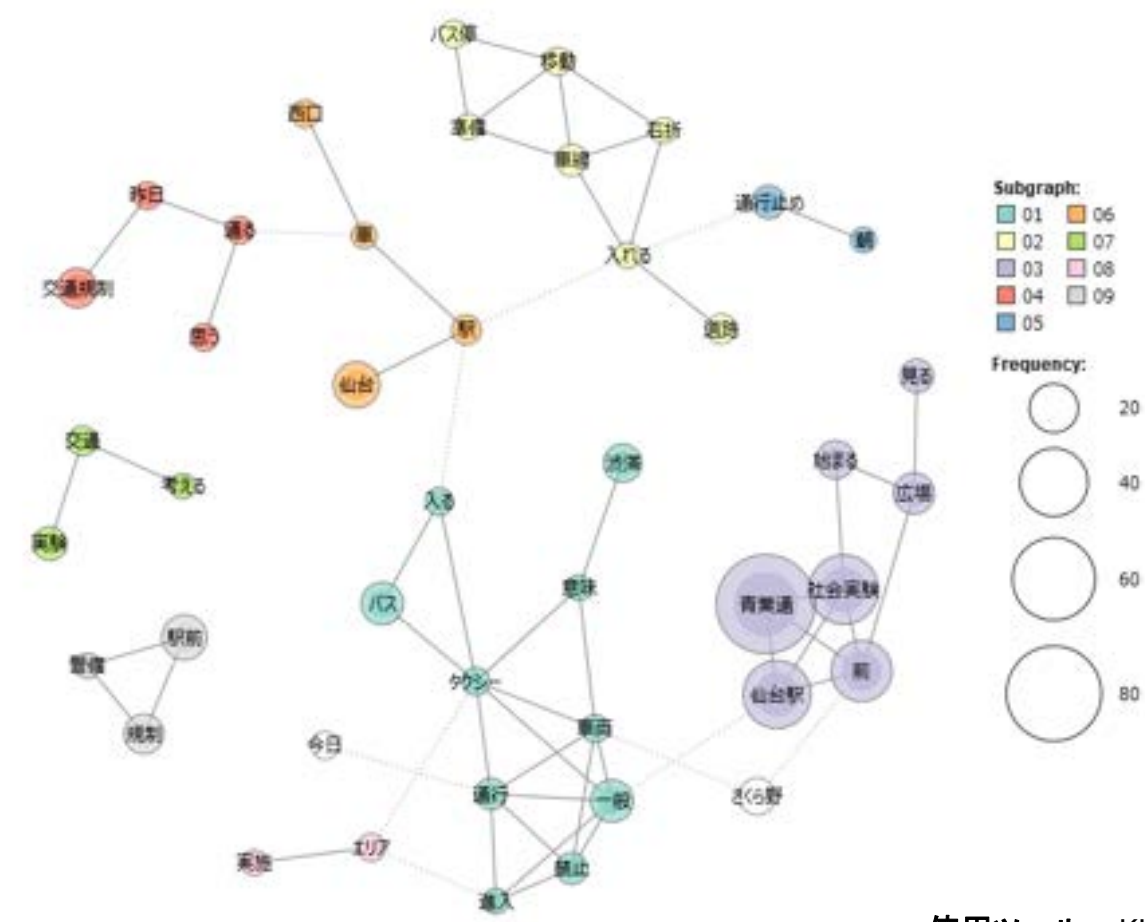 バス停
移動
西口
準備
右折
車線
昨日
通行止め
通る
車
朝
入れる
交通規制
思う
駅
仙台
見る
交通
始まる
渋滞
考える
広場
入る
実験
意味
社会実験
バス
青葉通
駅前
警備
前
タクシー
仙台駅
規制
車両
今日
通行
一般
さくら野
エリア
実施
禁止
進入
Subgraph:
01 06
02 07
03 08
04 09
05
Frequency:
20
40
60
80